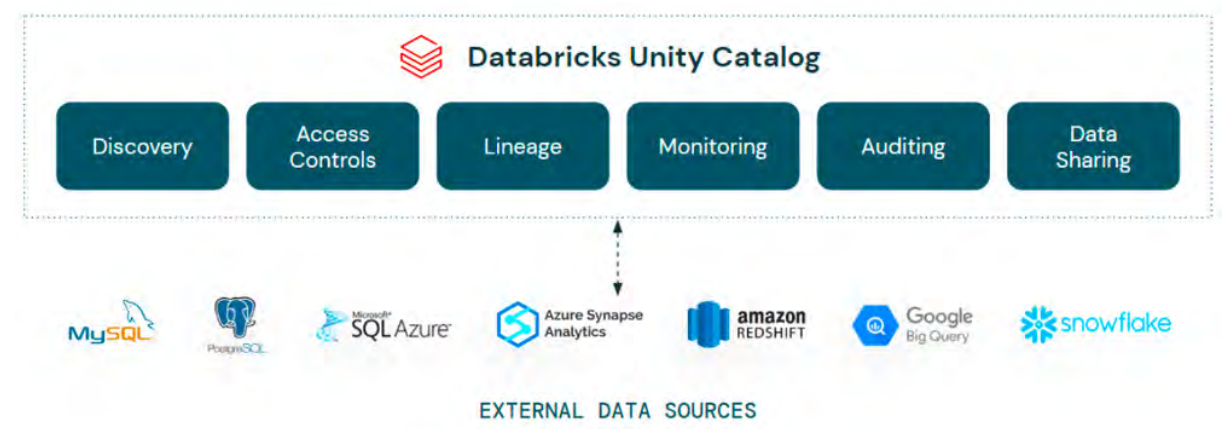 Databricks Unity Catalog
Discovery
Access
Controls
Lineage
Monitoring
Auditing
Data
Sharing
MySQL
PostgreSQL
Microsoft®
SQL Azure™
Azure Synapse
Analytics
amazon
REDSHIFT
Google
Big Query
snowflake
EXTERNAL DATA SOURCES